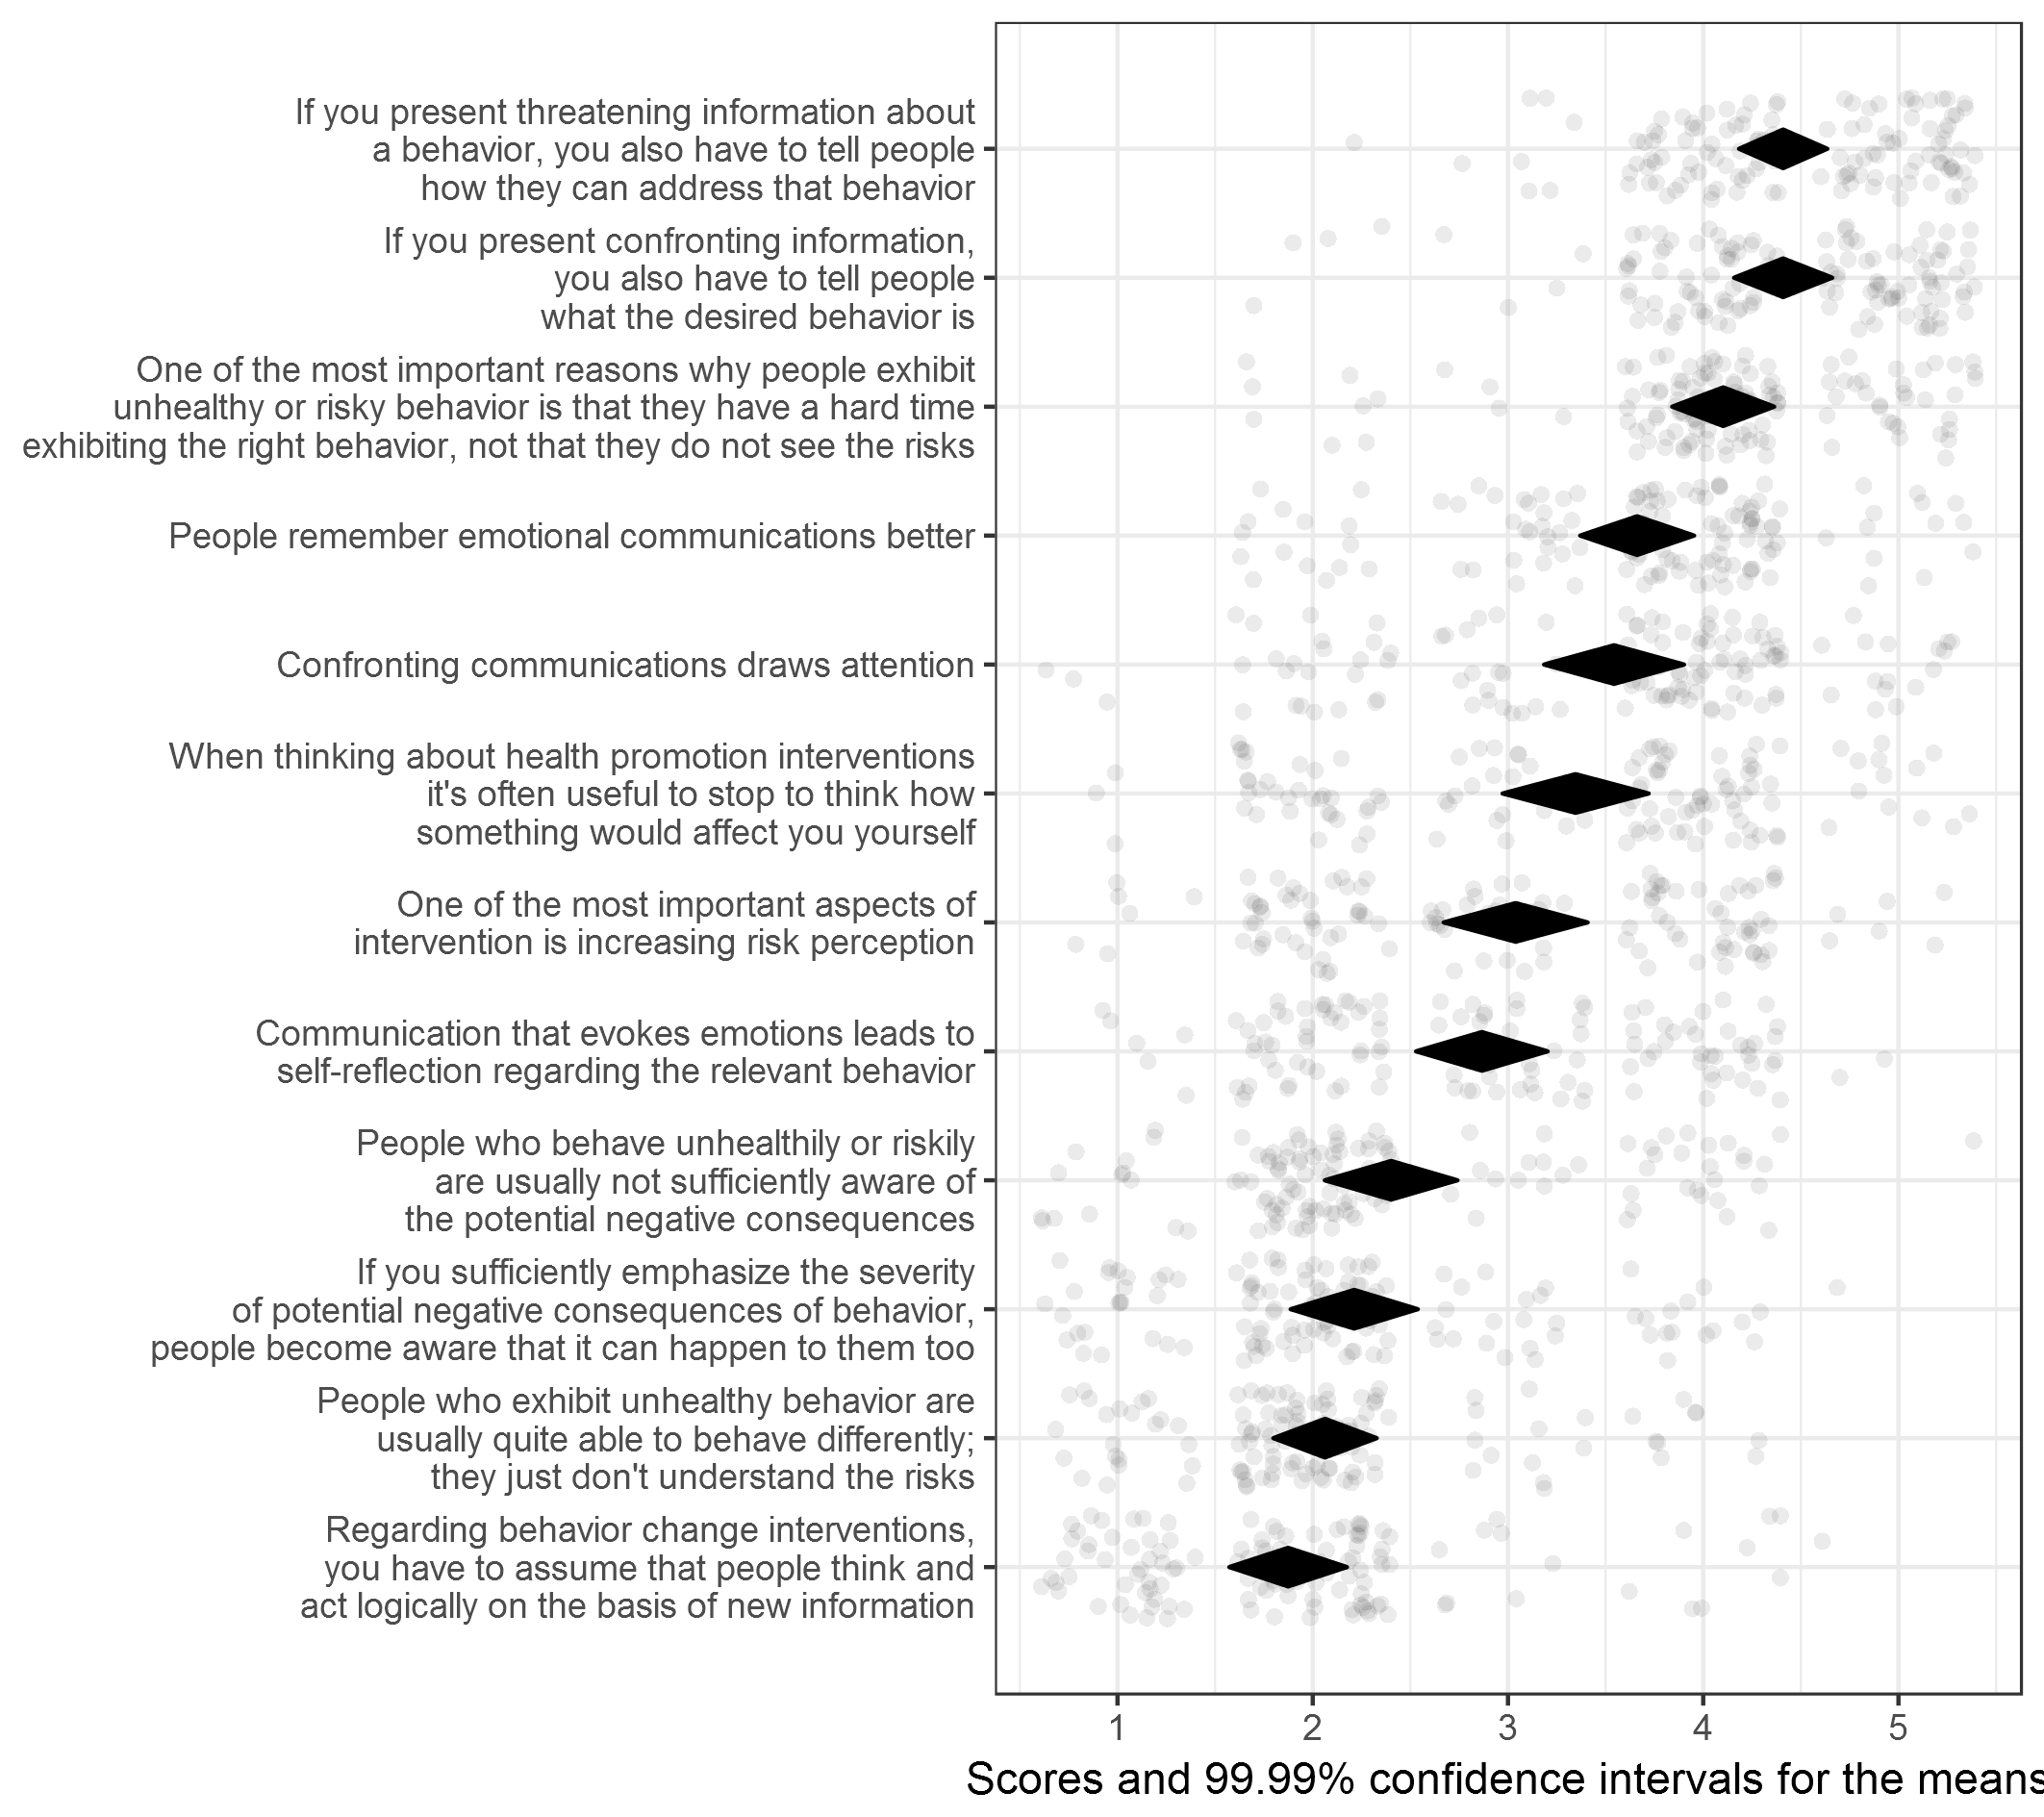 If you present threatening information about
a behavior, you also have to tell people
how they can address that behavior
If you present confronting information,
you also have to tell people
what the desired behavior is
One of the most important reasons why people exhibit
unhealthy or risky behavior is that they have a hard time
exhibiting the right behavior, not that they do not see the risks
People remember emotional communications better
Confronting communications draws attention
When thinking about health promotion interventions
it's often useful to stop to think how
something would affect you yourself
One of the most important aspects of
intervention is increasing risk perception
Communication that evokes emotions leads to
self-reflection regarding the relevant behavior
People who behave unhealthily or riskily
are usually not sufficiently aware of
the potential negative consequences
If you sufficiently emphasize the severity
of potential negative consequences of behavior,
people become aware that it can happen to them too
People who exhibit unhealthy behavior are
usually quite able to behave differently;
they just don't understand the risks
Regarding behavior change interventions,
you have to assume that people think and
act logically on the basis of new information
1 2 3 4 5
Scores and 99.99% confidence intervals for the means